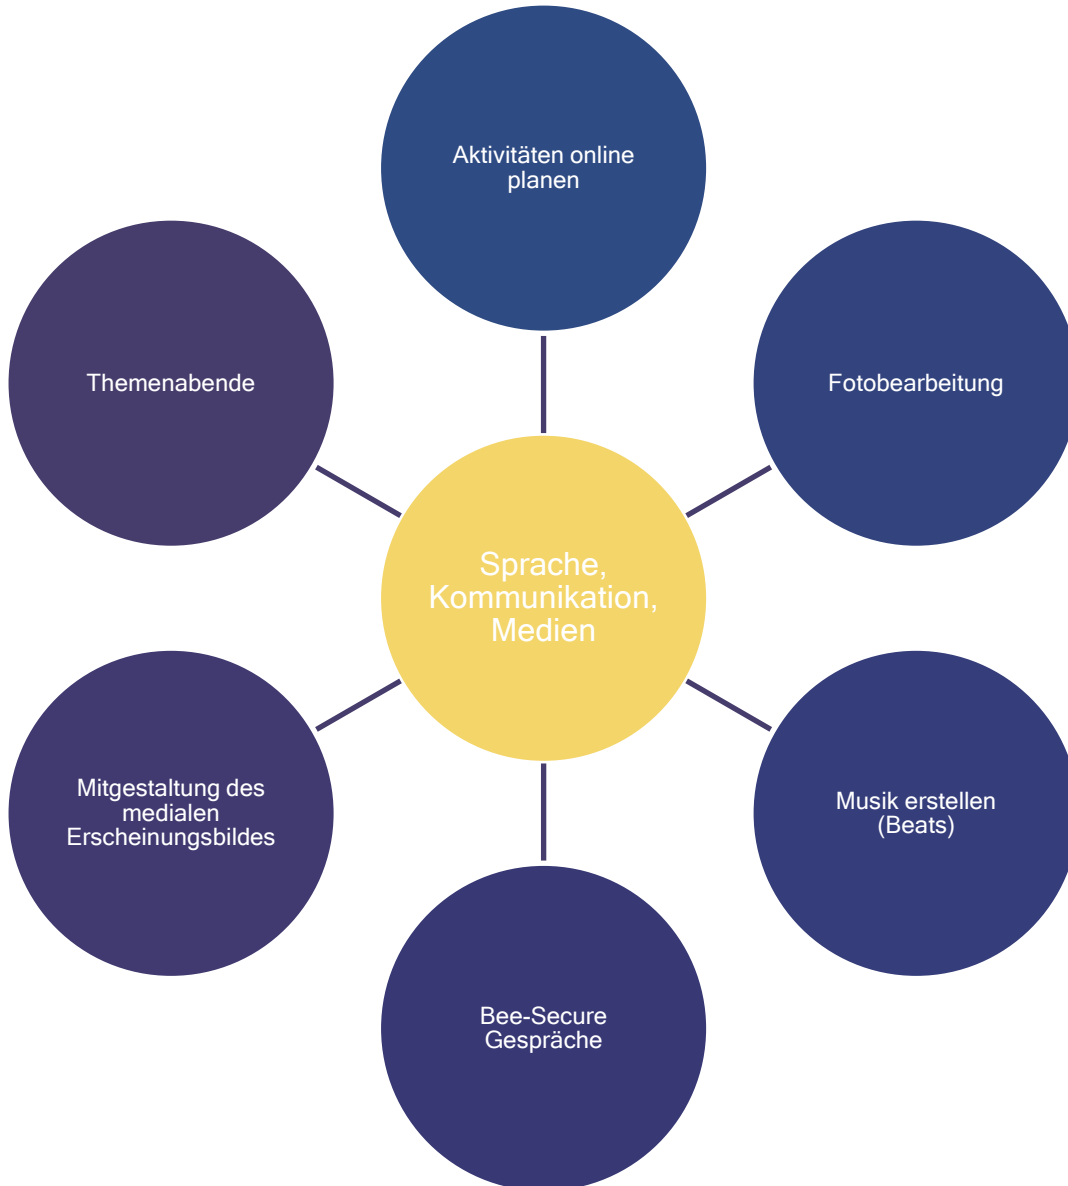 Aktivitäten online
planen
Themenabende
Fotobearbeitung
Sprache,
Kommunikation,
Medien
Mitgestaltung des
medialen
Erscheinungsbildes
Musik erstellen
(Beats)
Bee-Secure
Gespräche